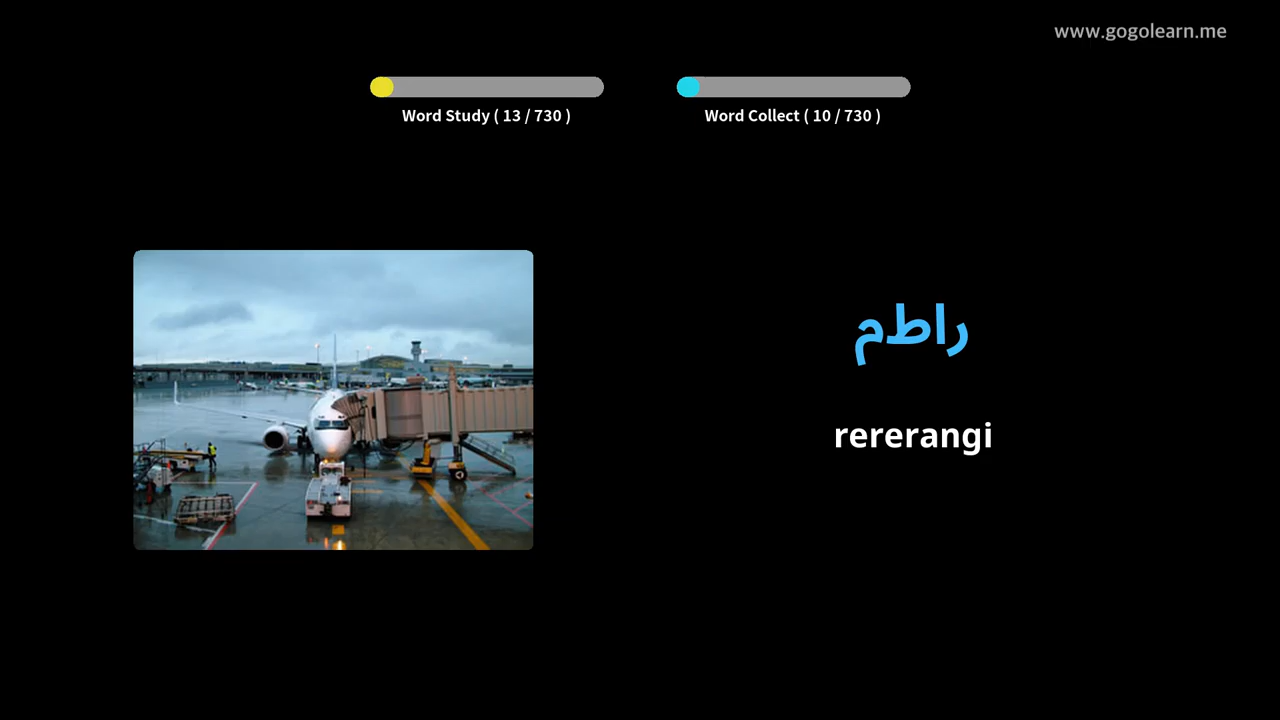 www.gogolearn.me
Word Study ( 13 / 730 )
Word Collect ( 10 / 730 )
راطم
rererangi